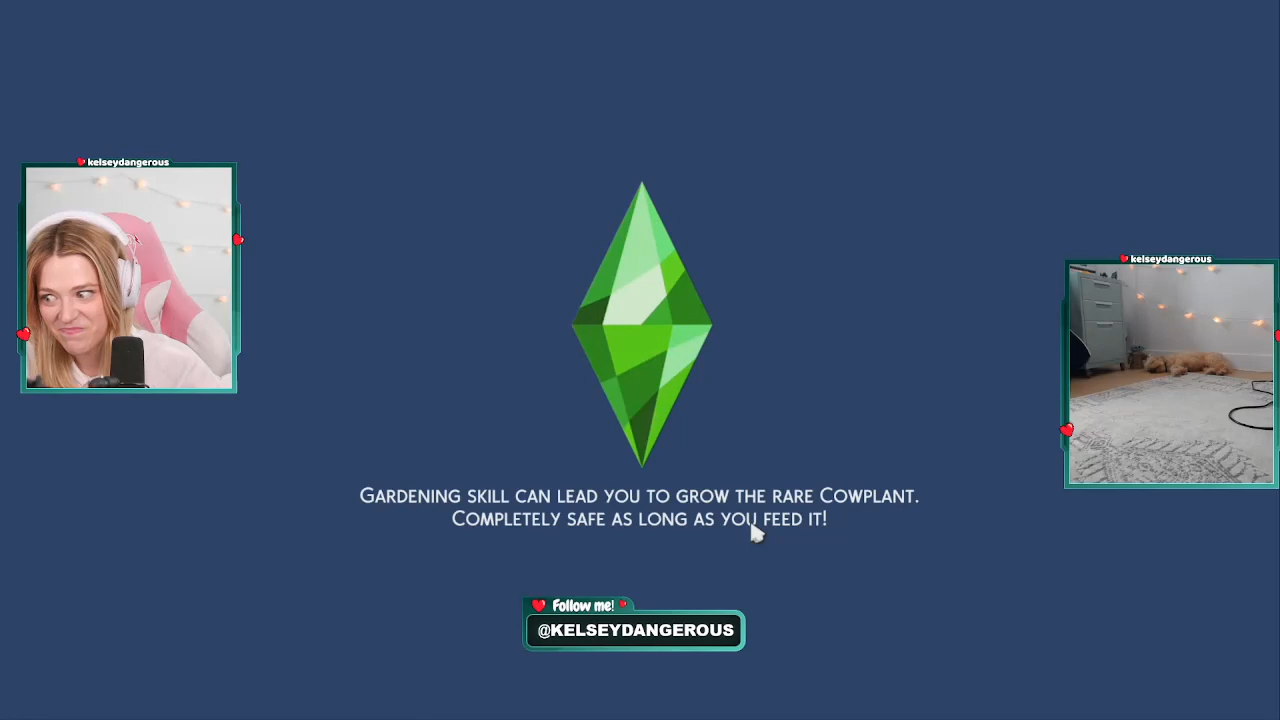 kelseydangerous
kelseydangerous
Gardening skill can lead you to grow the rare Cowplant.
Completely safe as long as you feed it!
Follow me!
@KELSEYDANGEROUS